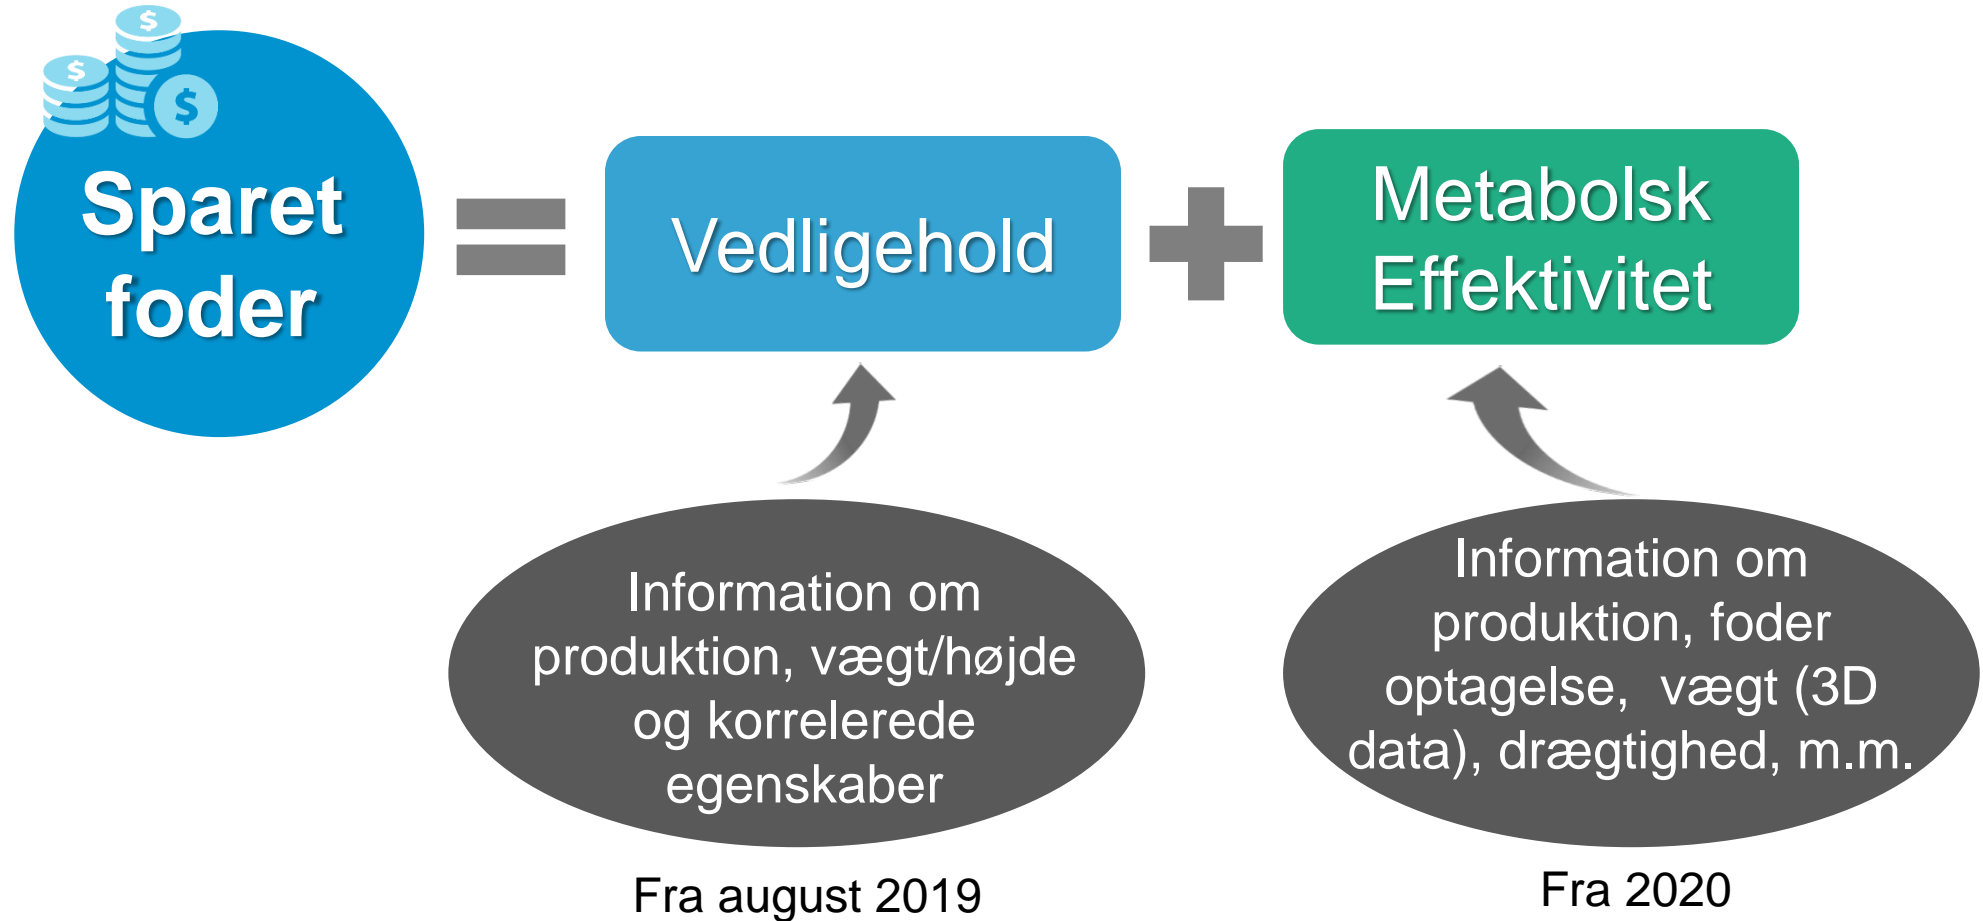 $
$
$
Sparet
foder
Vedligehold
Metabolsk
Effektivitet
Information om
produktion, vægt/højde
og korrelerede
egenskaber
Fra august 2019
Information om
produktion, foder
optagelse,  vægt (3D
data), drægtighed, m.m.
Fra 2020